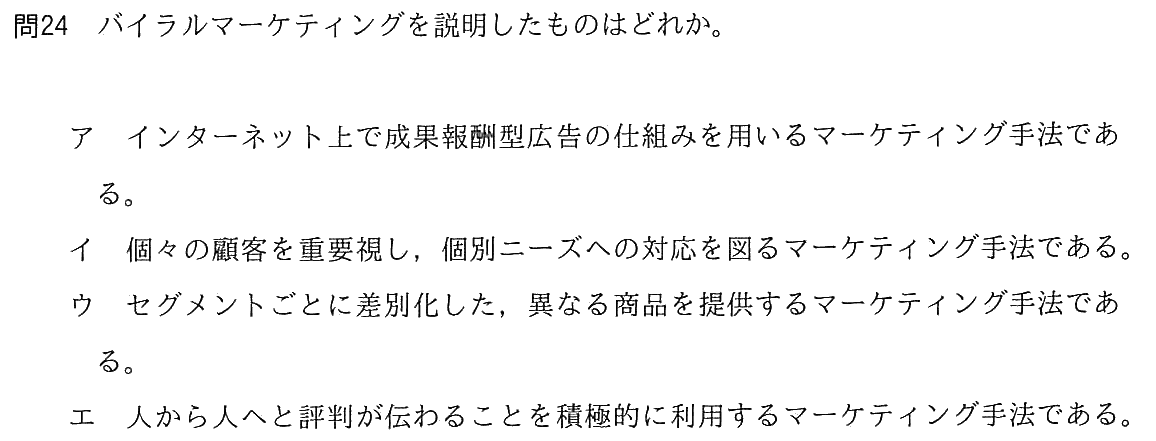 問24　バイラルマーケティングを説明したものはどれか。
ア　インターネット上で成果報酬型広告の仕組みを用いるマーケティング手法であ
る。
イ　個々の顧客を重要視し，個別ニーズへの対応を図るマーケティング手法である。
ウ　セグメントごとに差別化した，異なる商品を提供するマーケティング手法であ
る。
エ　人から人へと評判が伝わることを積極的に利用するマーケティング手法である。